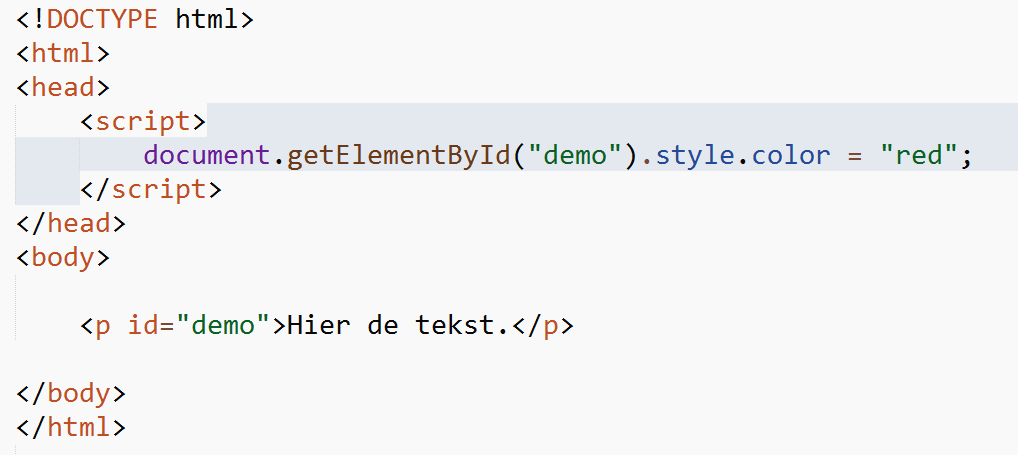 <!DOCTYPE html>
<html>
<head>
    <script>
        document.getElementById("demo").style.color = "red";
    </script>
</head>
<body>
    <p id="demo">Hier de tekst.</p>
</body>
</html>